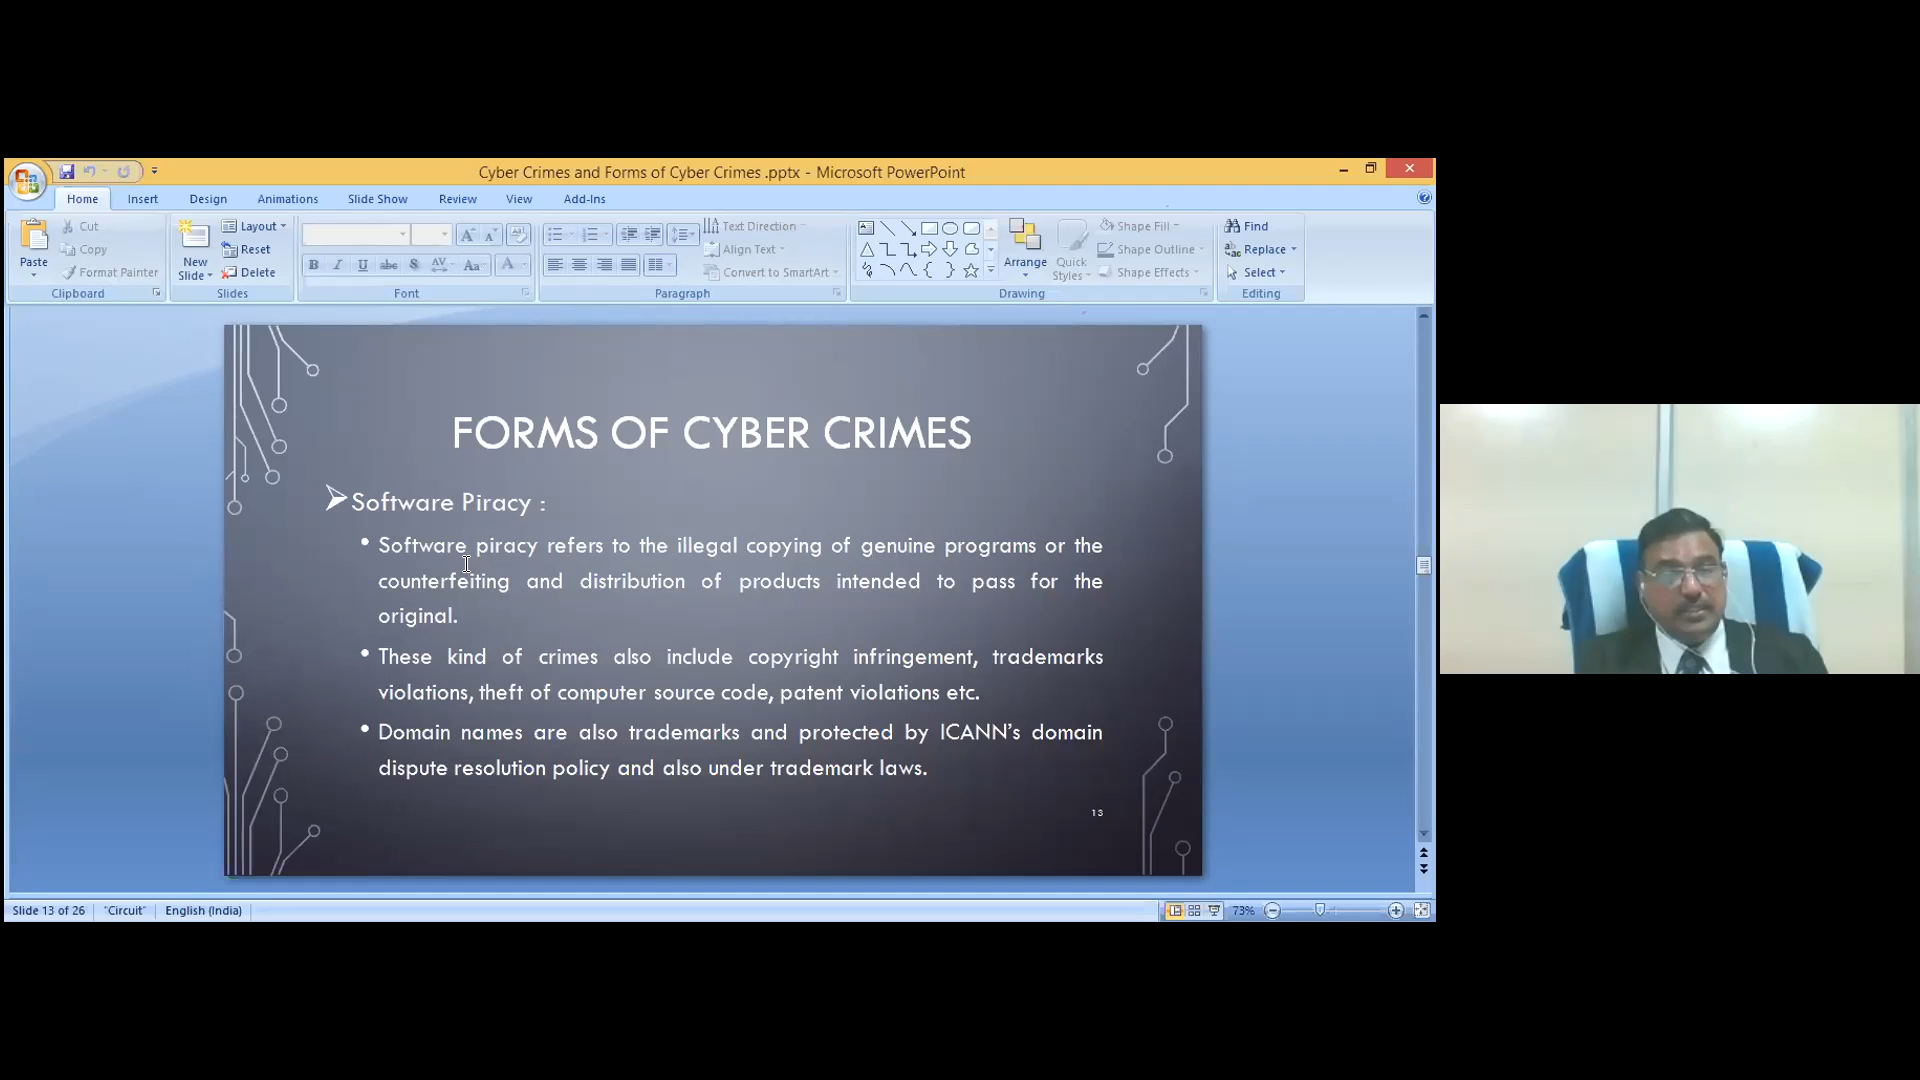 Cyber Crimes and Forms of Cyber Crimes .pptx - Microsoft PowerPoint
Home Insert Design Animations Slide Show Review View Add-Ins
Paste
Cut
Copy
Format Painter
Clipboard
New Slide
Layout
Reset
Delete
Slides
B I U abc S AV Aa A
Font
Text Direction
Align Text
Convert to SmartArt
Paragraph
Arrange
Quick Styles
Shape Fill
Shape Outline
Shape Effects
Drawing
Find
Replace
Select
Editing
FORMS OF CYBER CRIMES
Software Piracy :
• Software piracy refers to the illegal copying of genuine programs or the
counterfeiting and distribution of products intended to pass for the
original.
• These kind of crimes also include copyright infringement, trademarks
violations, theft of computer source code, patent violations etc.
• Domain names are also trademarks and protected by ICANN’s domain
dispute resolution policy and also under trademark laws.
13
Slide 13 of 26 "Circuit" English (India) 73%